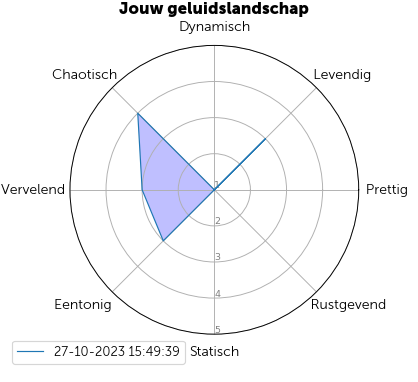 Jouw geluidslandschap
Dynamisch
Chaotisch
Levendig
Vervelend
1
Prettig
2
3
4
Eentonig
Rustgevend
5
27-10-2023 15:49:39
Statisch